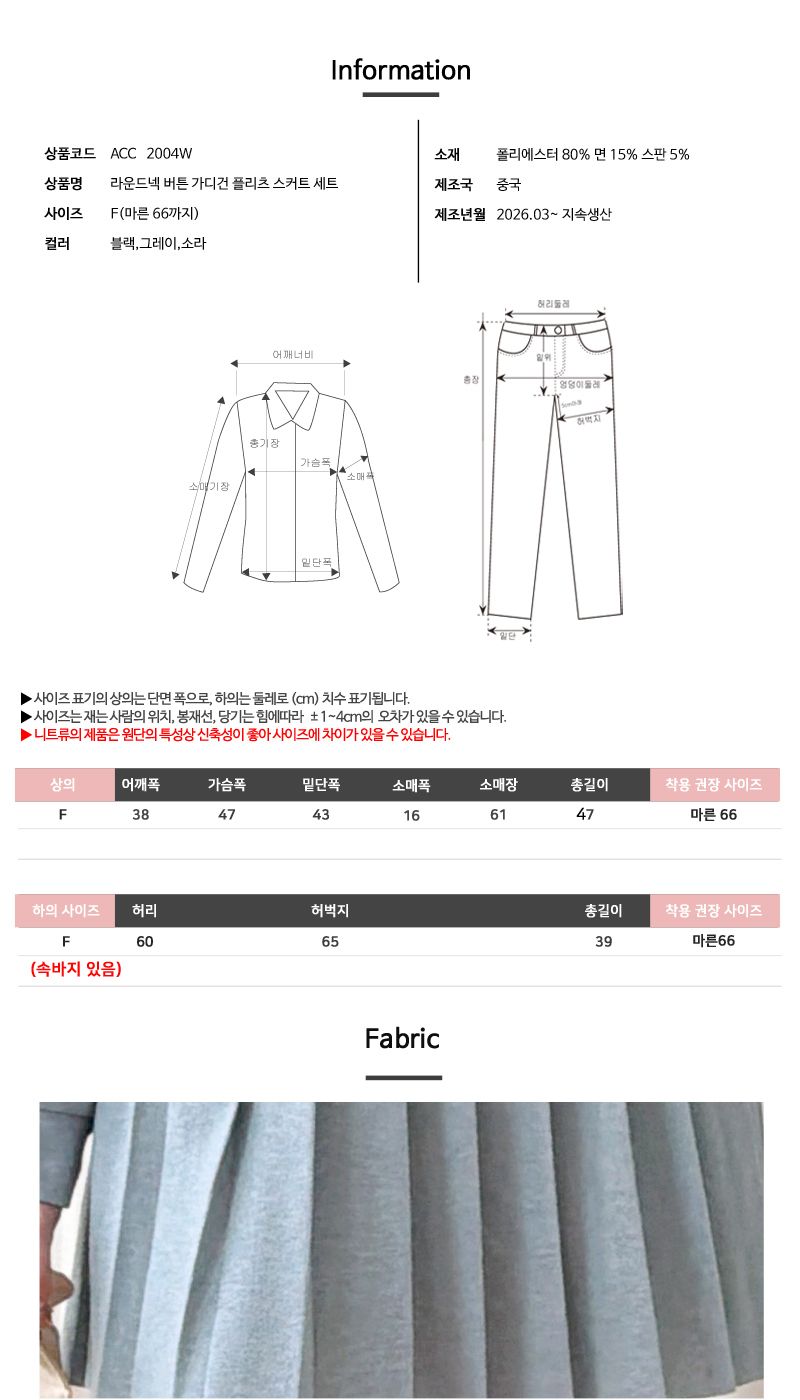 Information
상품코드 ACC 2004W
상품명 라운드넥 버튼 가디건 플리츠 스커트 세트
사이즈 F(마른 66까지)
컬러 블랙,그레이,소라
소재 폴리에스터 80% 면 15% 스판 5%
제조국 중국
제조년월 2026.03~ 지속생산
어깨너비
총기장
가슴폭
소매폭
소매기장
밑단폭
허리둘레
밑위
총장
엉덩이둘레
5cm아래
허벅지
밑단
▶사이즈 표기의 상의는 단면 폭으로, 하의는 둘레로 (cm) 치수 표기됩니다.
▶사이즈는 재는 사람의 위치, 봉재선, 당기는 힘에따라 ±1~4cm의 오차가 있을 수 있습니다.
▶니트류의 제품은 원단의 특성상 신축성이 좋아 사이즈에 차이가 있을 수 있습니다.
상의 어깨폭 가슴폭 밑단폭 소매폭 소매장 총길이 착용 권장 사이즈
F 38 47 43 16 61 47 마른 66
하의 사이즈 허리 허벅지 총길이 착용 권장 사이즈
F 60 65 39 마른66
(속바지 있음)
Fabric